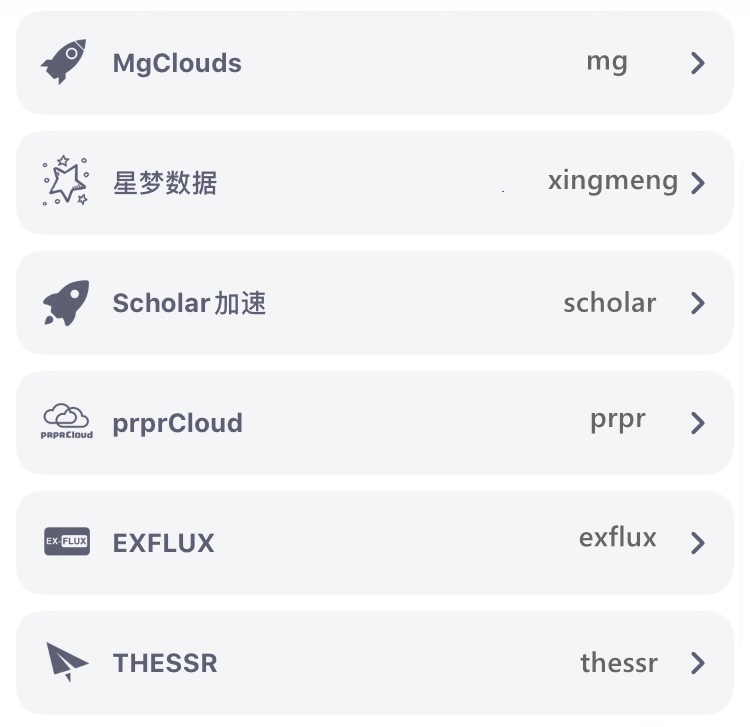 MgClouds mg
星梦数据 xingmeng
Scholar加速 scholar
PRPRCloud prprCloud prpr
EX-FLUX EXFLUX exflux
THESSR thessr